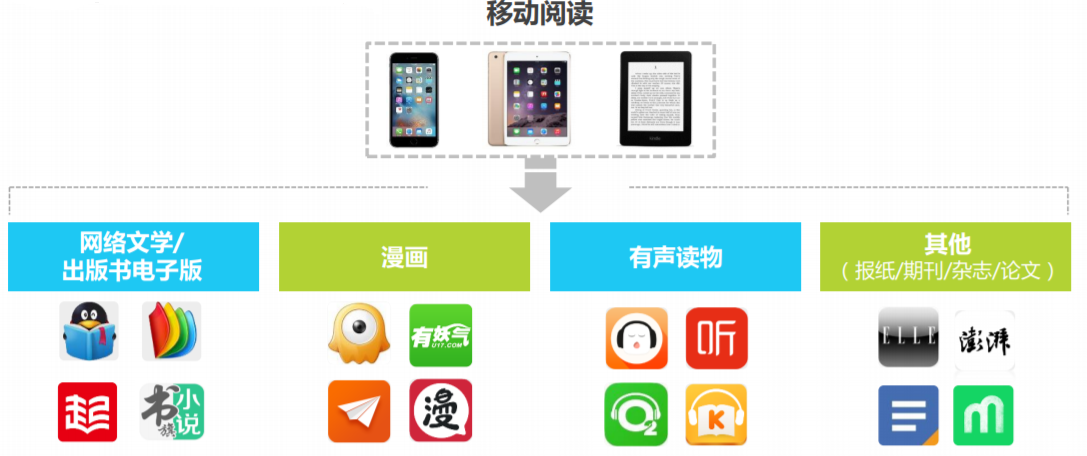 移动阅读
网络文学/
出版书电子版
漫画
有声读物
其他
（报纸/期刊/杂志/论文）
有妖气
U17.COM
听
ELLE
澎湃
起
书
旗
小
说
漫
2
K
m